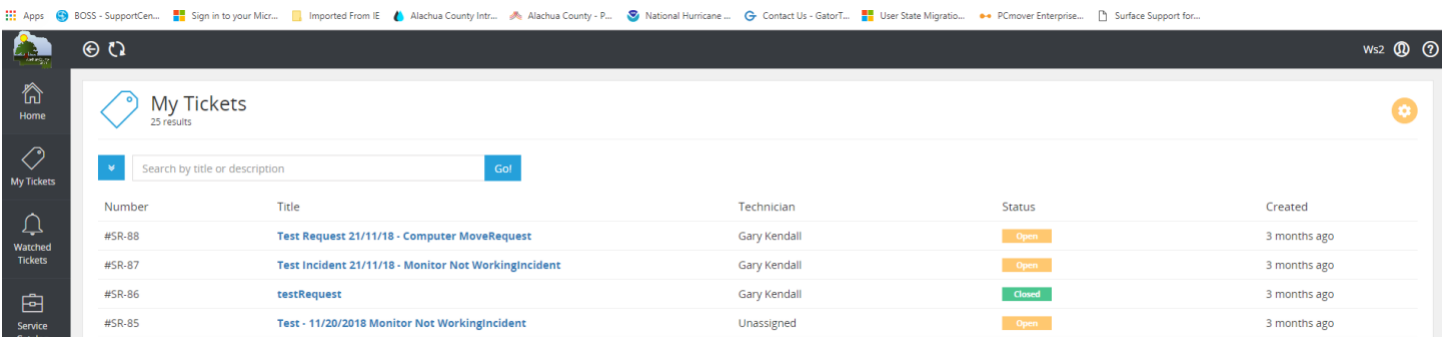 Apps BOSS - SupportCen... Sign in to your Micr... Imported From IE Alachua County Intr... Alachua County - P... National Hurricane ... Contact Us - GatorT... User State Migratio... PCmover Enterprise... Surface Support for...
Ws2
Home
My Tickets
Watched
Tickets
Service
My Tickets
25 results
Search by title or description Go!
Number Title Technician Status Created
#SR-88 Test Request 21/11/18 - Computer MoveRequest Gary Kendall Open 3 months ago
#SR-87 Test Incident 21/11/18 - Monitor Not WorkingIncident Gary Kendall Open 3 months ago
#SR-86 testRequest Gary Kendall Closed 3 months ago
#SR-85 Test - 11/20/2018 Monitor Not WorkingIncident Unassigned Open 3 months ago